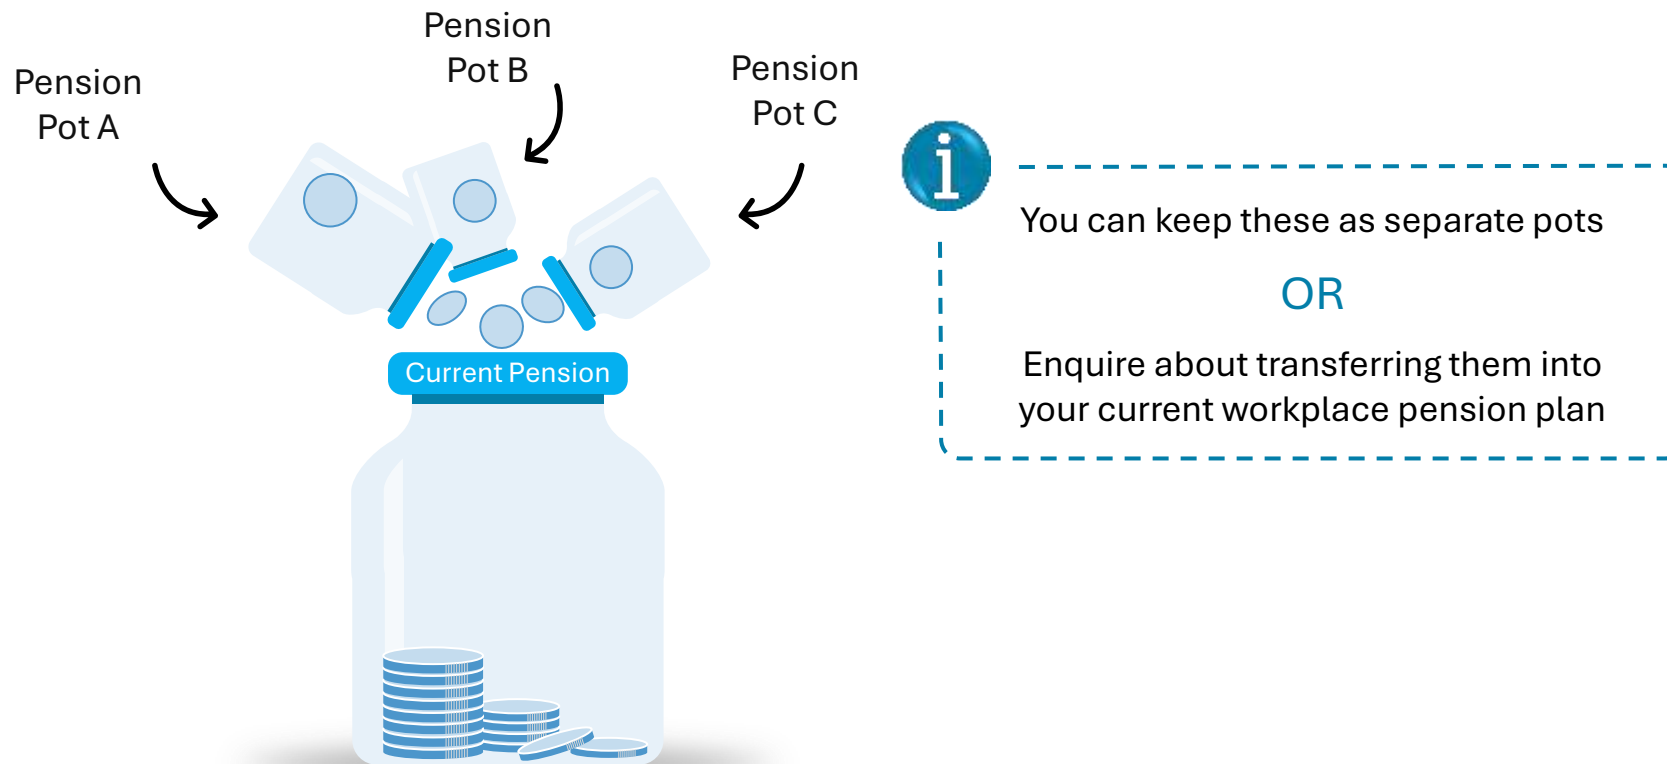 Pension
Pot A
Pension
Pot B
Pension
Pot C
Current Pension
i
You can keep these as separate pots
OR
Enquire about transferring them into
your current workplace pension plan